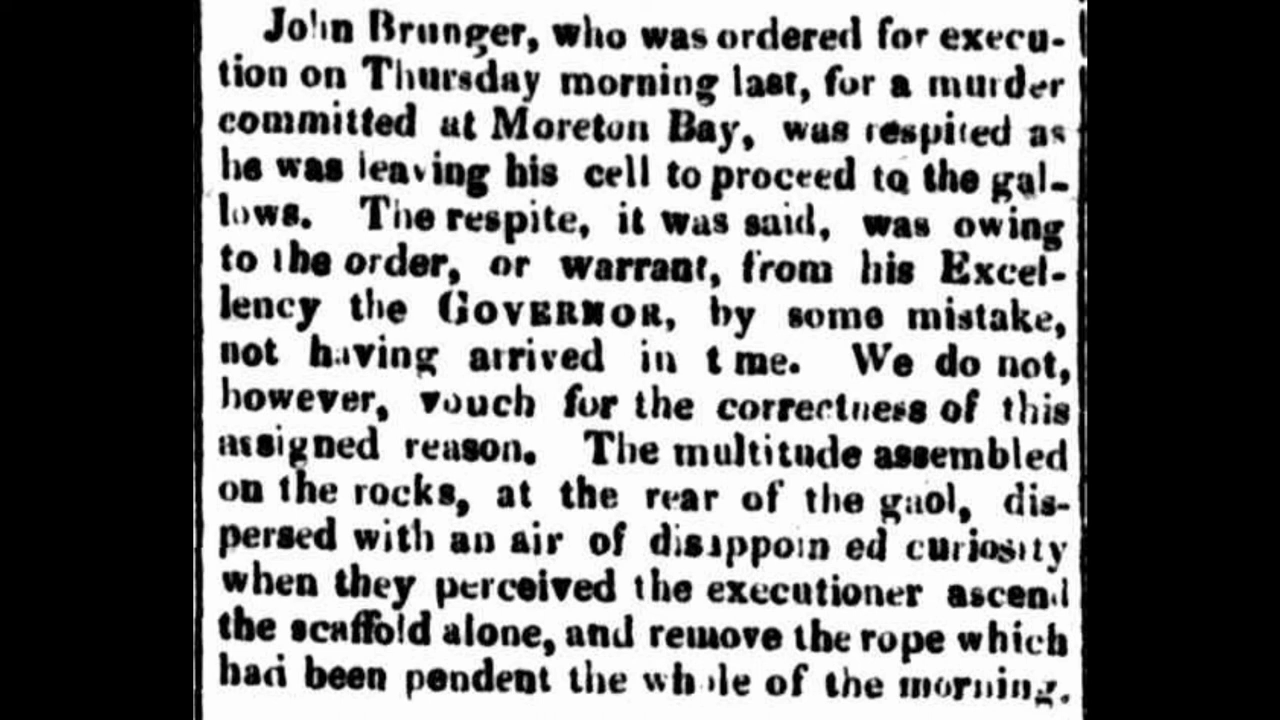 John Brunger, who was ordered for execu-
tion on Thursday morning last, for a murder
committed at Moreton Bay, was respited as
he was leaving his cell to proceed to the gal-
lows. The respite, it was said, was owing
to the order, or warrant, from his Excel-
lency the GOVERNOR, by some mistake,
not having arrived in t me. We do not,
however, vouch for the correctness of this
assigned reason. The multitude assembled
on the rocks, at the rear of the gaol, dis-
persed with an air of disappoin ed curiosity
when they perceived the executioner ascend
the scaffold alone, and remove the rope which
had been pendent the whole of the morning.